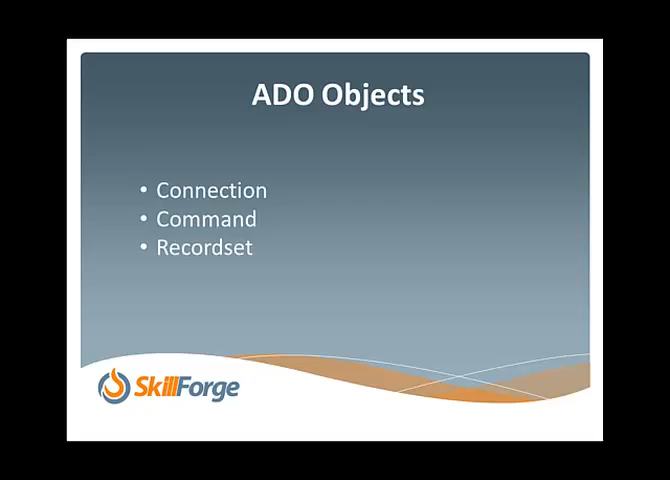 ADO Objects
• Connection
• Command
• Recordset
SkillForge